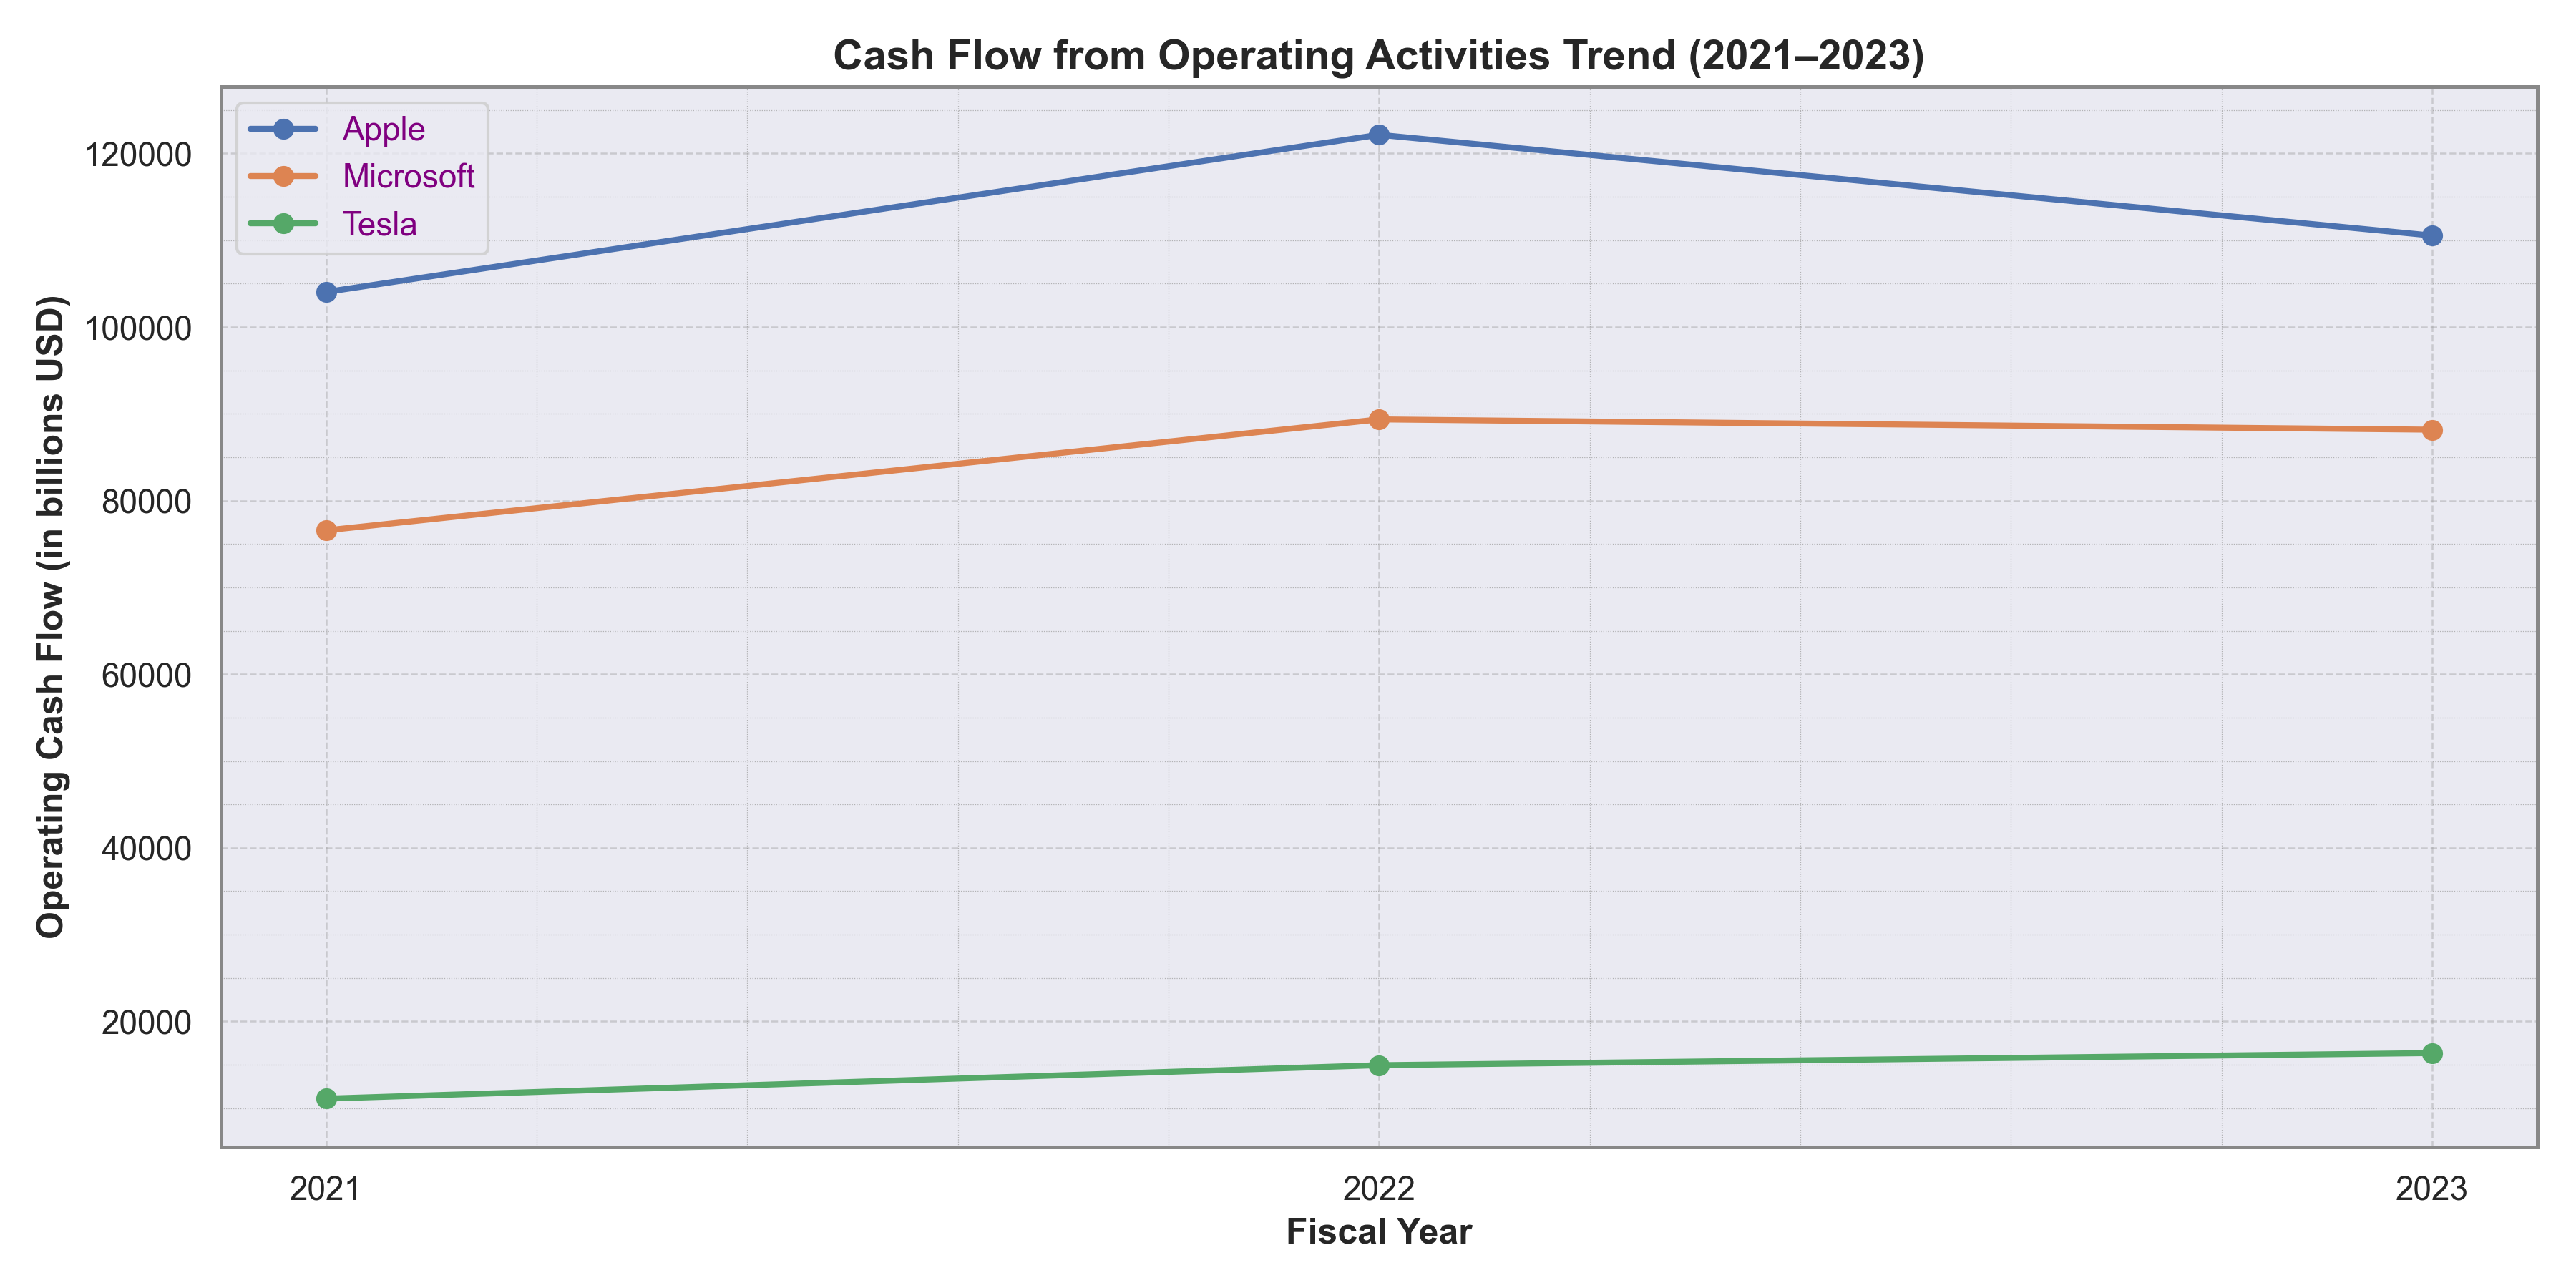 Cash Flow from Operating Activities Trend (2021–2023)
Apple
Microsoft
Tesla
Operating Cash Flow (in billions USD)
120000
100000
80000
60000
40000
20000
2021
2022
2023
Fiscal Year